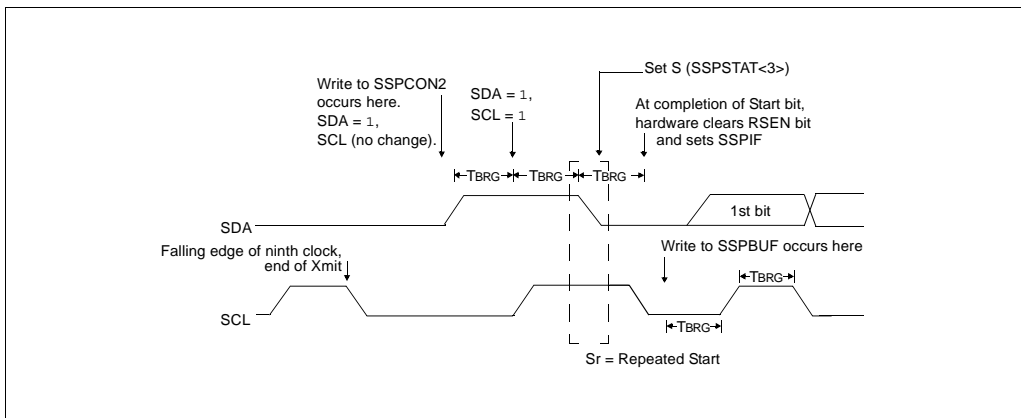 Set S (SSPSTAT<3>)
Write to SSPCON2
occurs here.
SDA = 1,
SCL (no change).
SDA = 1,
SCL = 1
At completion of Start bit,
hardware clears RSEN bit
and sets SSPIF
TBRG
TBRG
TBRG
SDA
1st bit
Falling edge of ninth clock,
end of Xmit
Write to SSPBUF occurs here
TBRG
SCL
TBRG
Sr = Repeated Start